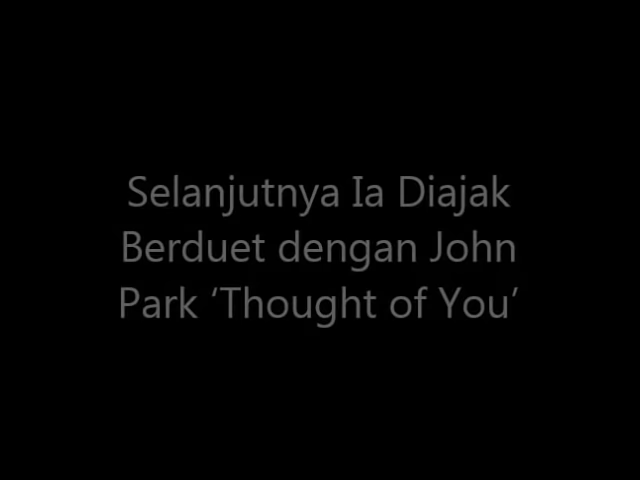 Selanjutnya Ia Diajak
Berduet dengan John
Park ‘Thought of You’